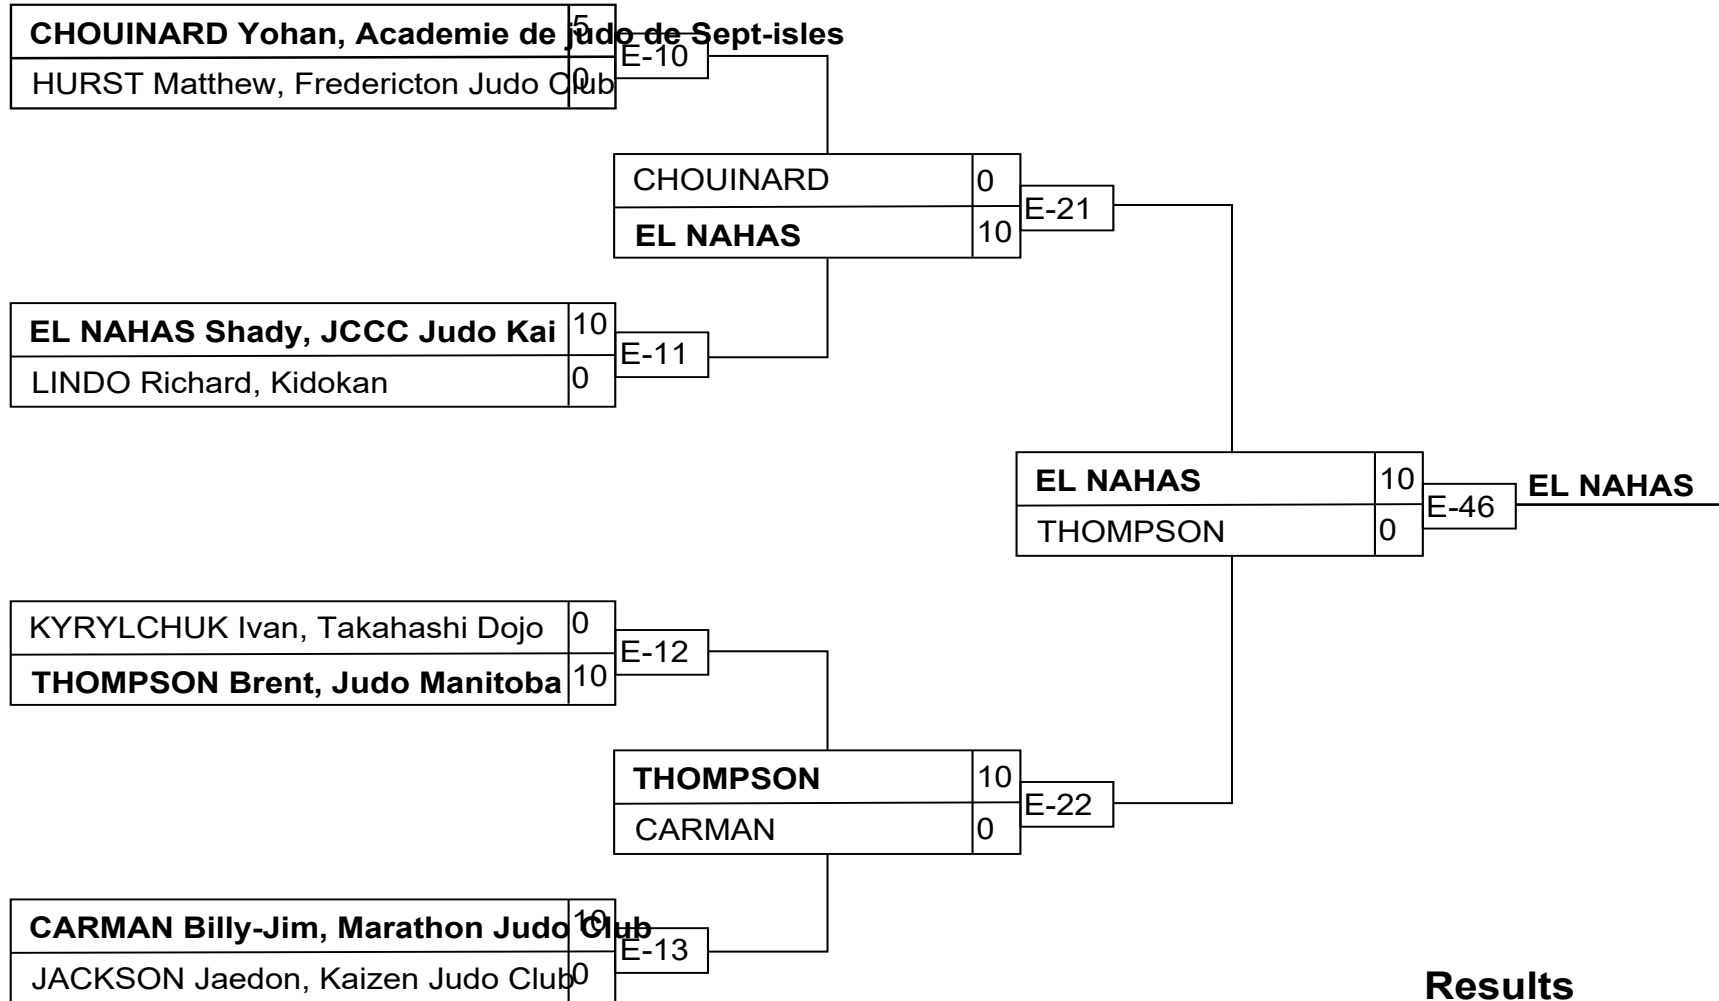 CHOUINARD Yohan, Academie de judo de Sept-isles 5
HURST Matthew, Fredericton Judo Club 0
E-10
CHOUINARD 0
EL NAHAS 10
E-21
EL NAHAS Shady, JCCC Judo Kai 10
LINDO Richard, Kidokan 0
E-11
EL NAHAS 10
THOMPSON 0
E-46
EL NAHAS
KYRYLCHUK Ivan, Takahashi Dojo 0
THOMPSON Brent, Judo Manitoba 10
E-12
THOMPSON 10
CARMAN 0
E-22
CARMAN Billy-Jim, Marathon Judo Club 10
JACKSON Jaedon, Kaizen Judo Club 0
E-13
Results